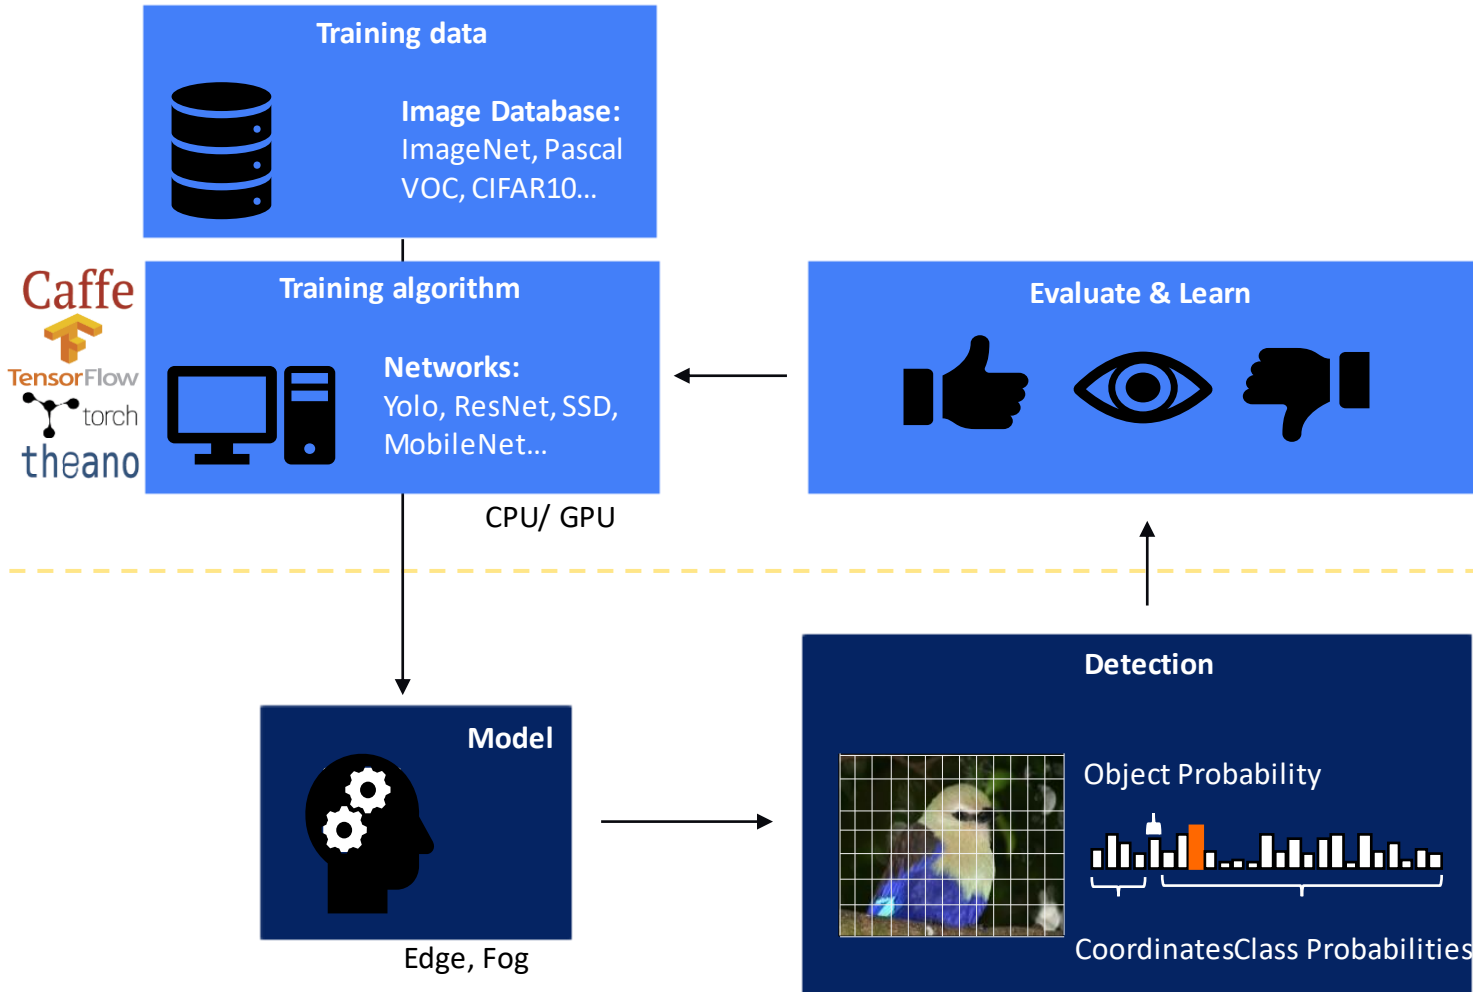 Training data
Image Database:
ImageNet, Pascal
VOC, CIFAR10...
Caffe
TensorFlow
torch
theano
Training algorithm
Networks:
Yolo, ResNet, SSD,
MobileNet...
CPU/ GPU
Evaluate & Learn
Model
Edge, Fog
Detection
Object Probability
CoordinatesClass Probabilities